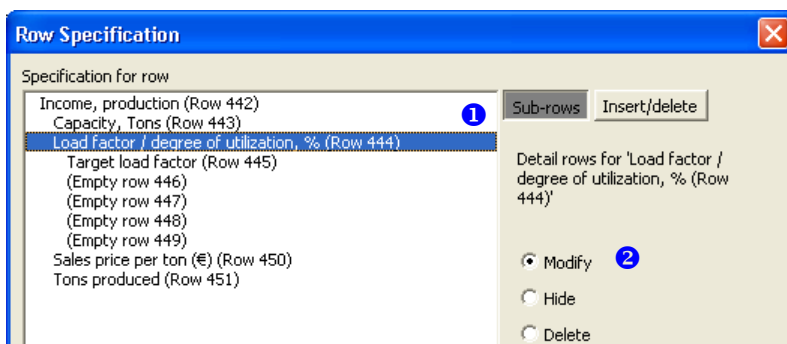 Row Specification
Specification for row
Income, production (Row 442)
Capacity, Tons (Row 443)
Load factor / degree of utilization, % (Row 444)
Target load factor (Row 445)
(Empty row 446)
(Empty row 447)
(Empty row 448)
(Empty row 449)
Sales price per ton (€) (Row 450)
Tons produced (Row 451)
❶
Sub-rows
Insert/delete
Detail rows for 'Load factor /
degree of utilization, % (Row
444)'
Modify ❷
Hide
Delete